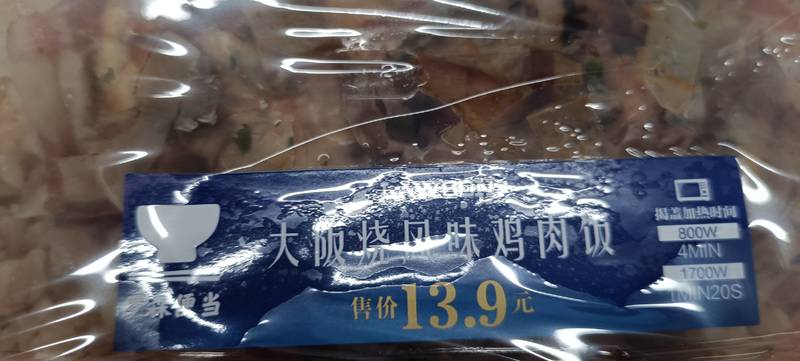 大阪烧风味鸡肉饭
售价13.9元
便当
揭盖加热时间
800W
4MIN
1700W
1MIN20S